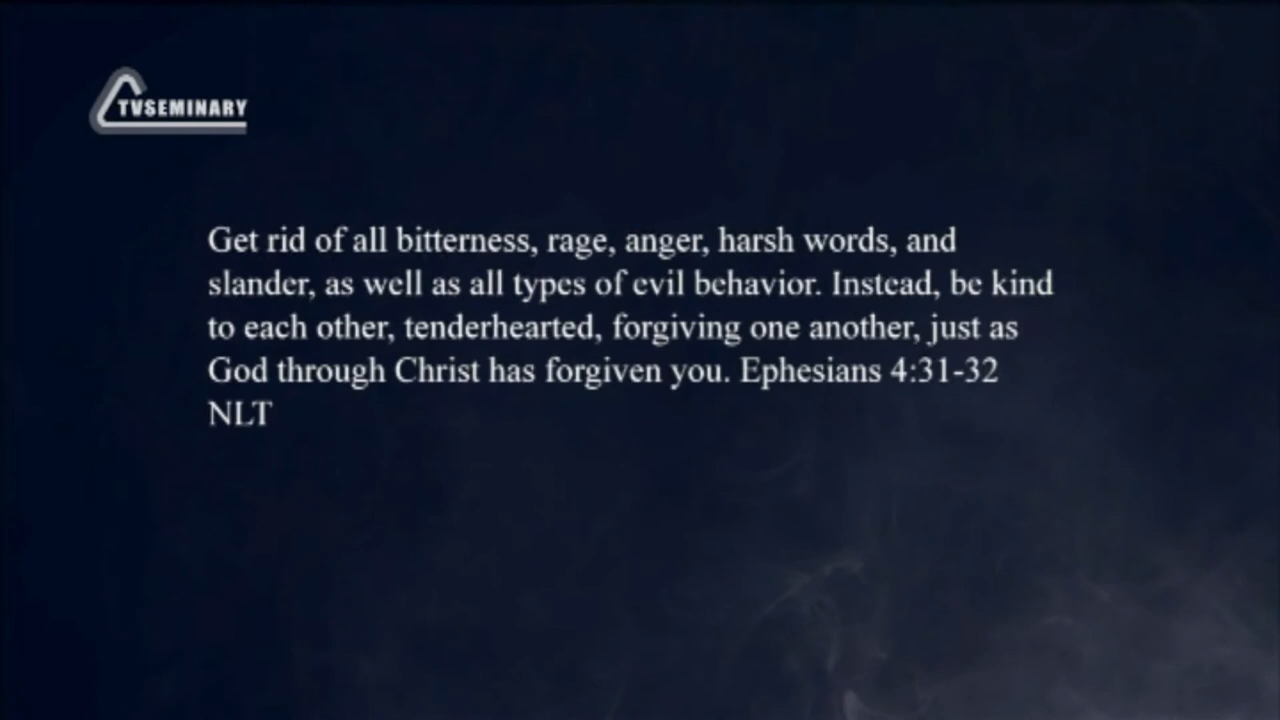 TVSEMINARY
Get rid of all bitterness, rage, anger, harsh words, and
slander, as well as all types of evil behavior. Instead, be kind
to each other, tenderhearted, forgiving one another, just as
God through Christ has forgiven you. Ephesians 4:31-32
NLT